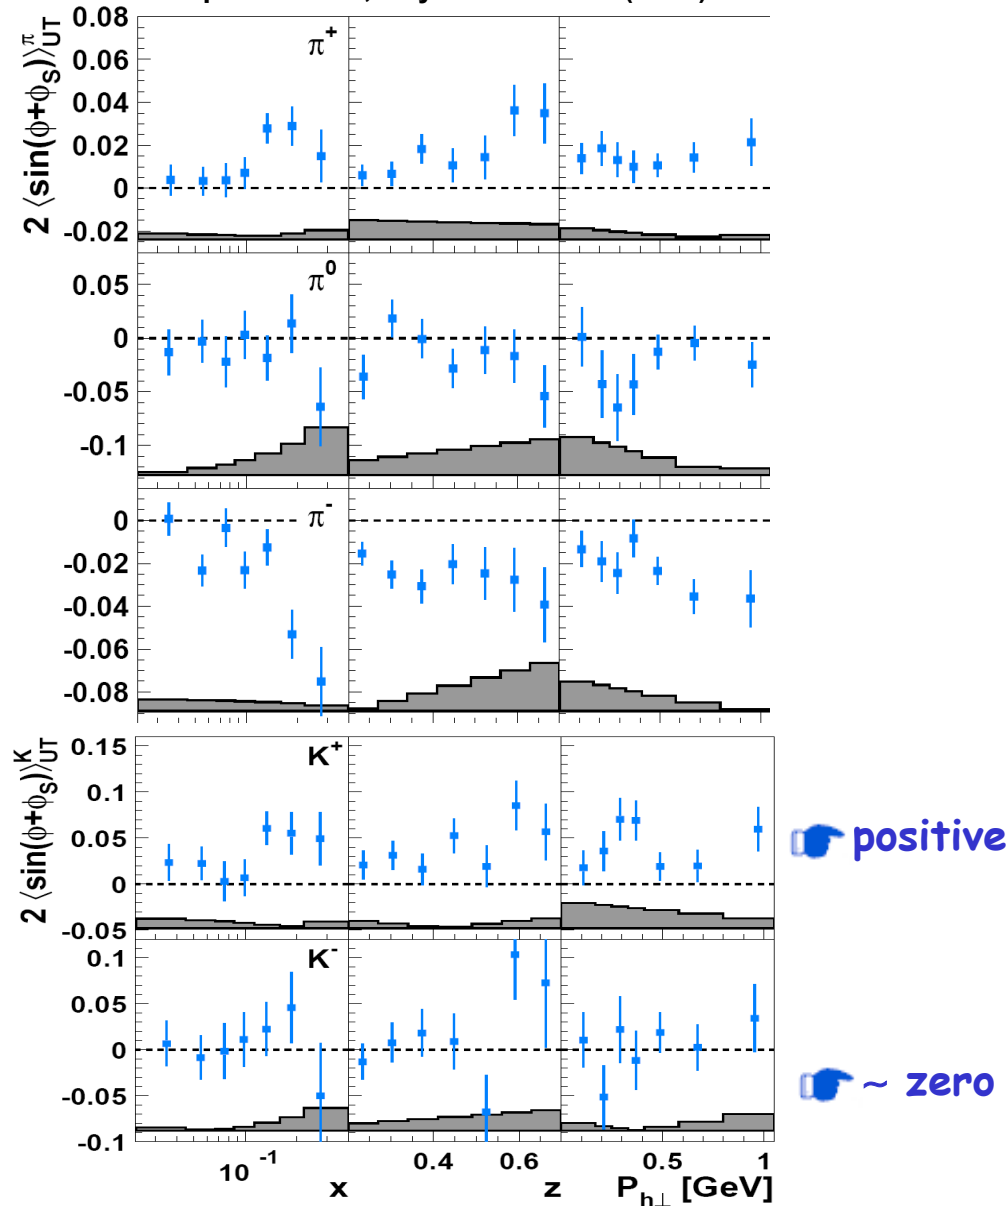 2 ⟨sin(ϕ+ϕS)⟩πUT
0.08
0.06
0.04
0.02
0
-0.02
π+
0.05
0
-0.05
-0.1
π0
0
-0.02
-0.04
-0.06
-0.08
π-
2 ⟨sin(ϕ+ϕS)⟩KUT
0.15
0.1
0.05
0
-0.05
K+
positive
0.1
0.05
0
-0.05
-0.1
K-
~ zero
10-1
0.4 0.6
0.5 1
x
z
Ph⊥ [GeV]